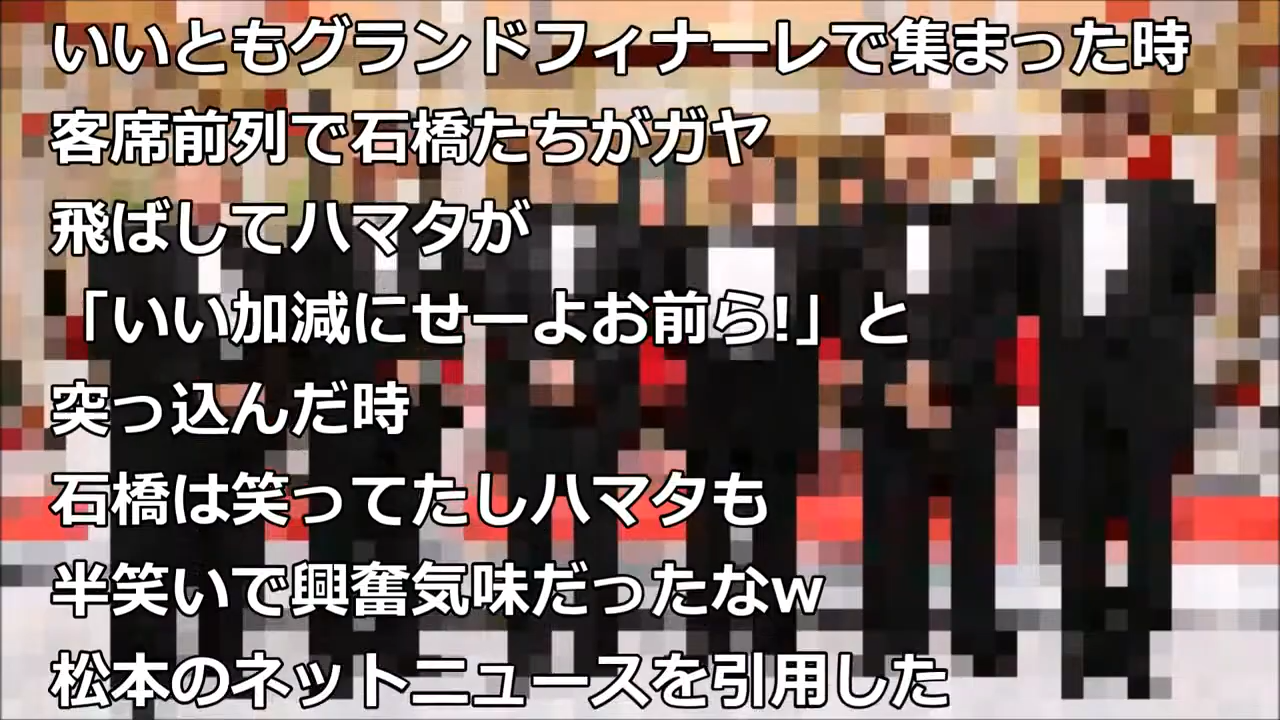 いいともグランドフィナーレで集まった時
客席前列で石橋たちがガヤ
飛ばしてハマタが
「いい加減にせーよお前ら!」と
突っ込んだ時
石橋は笑ってたしハマタも
半笑いで興奮気味だったなw
松本のネットニュースを引用した